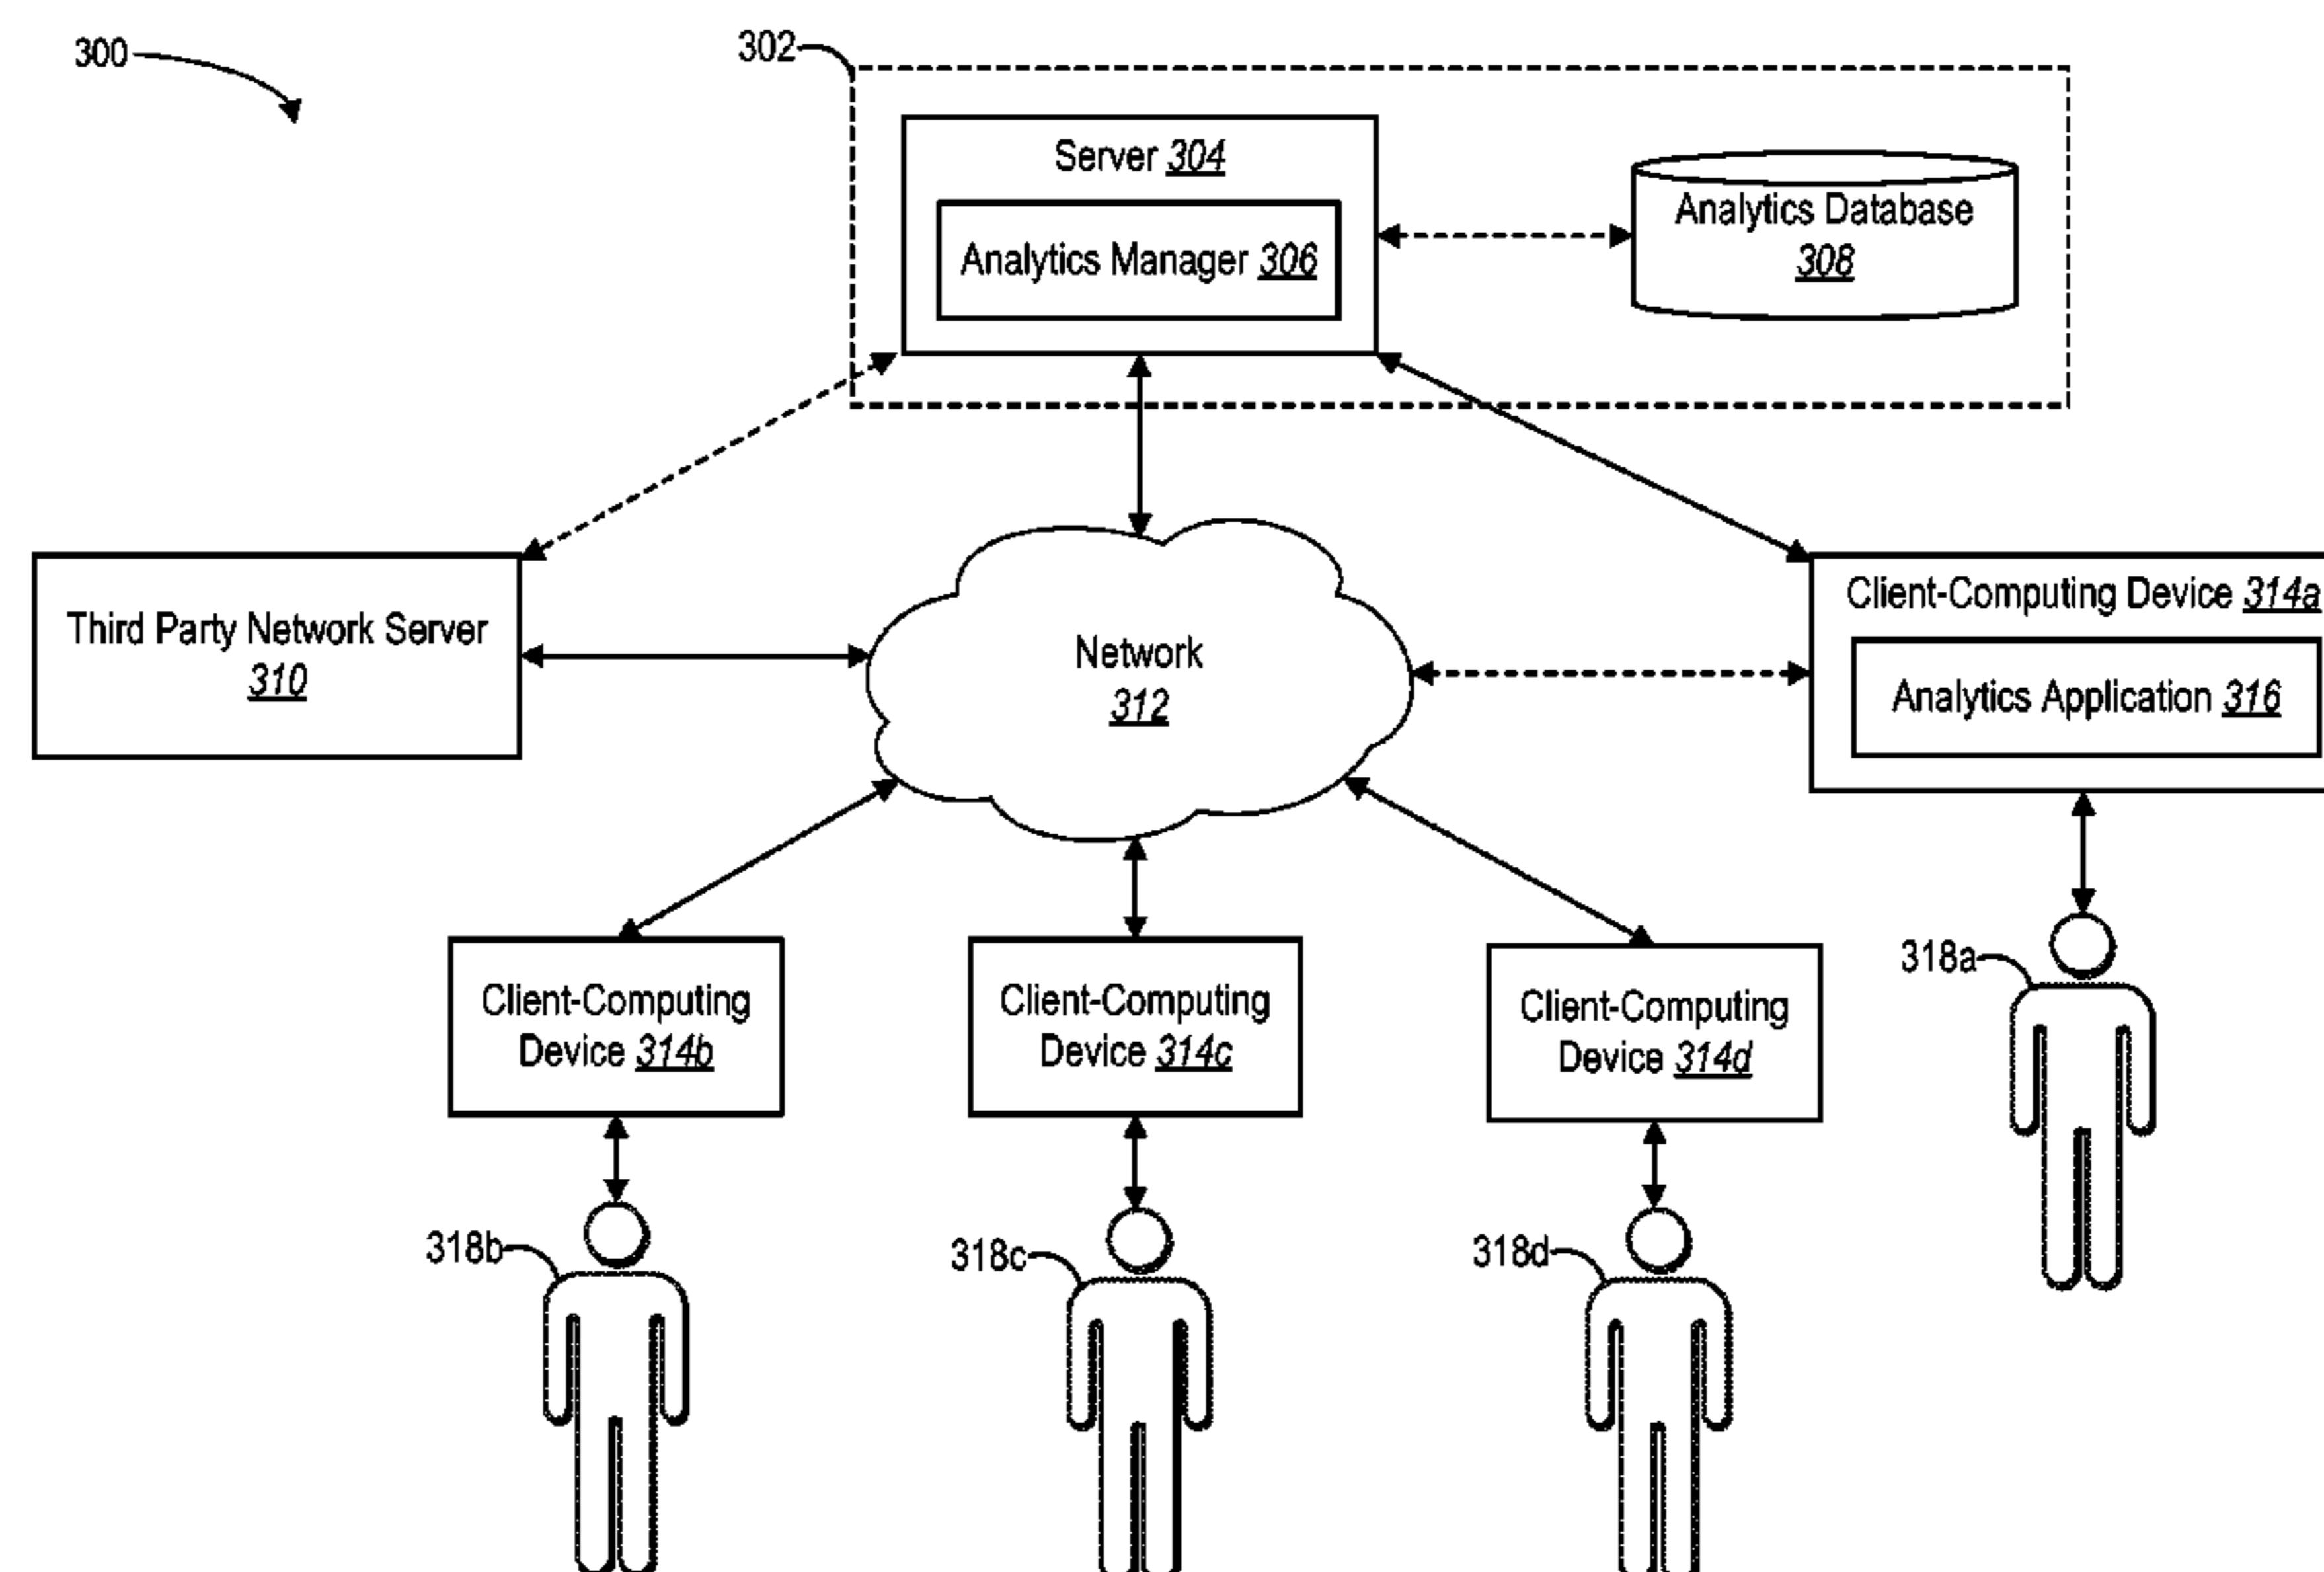 300
302
Server 304
Analytics Manager 306
Analytics Database
308
Third Party Network Server
310
Network
312
Client-Computing Device 314a
Analytics Application 316
Client-Computing
Device 314b
Client-Computing
Device 314c
Client-Computing
Device 314d
318a
318b
318c
318d